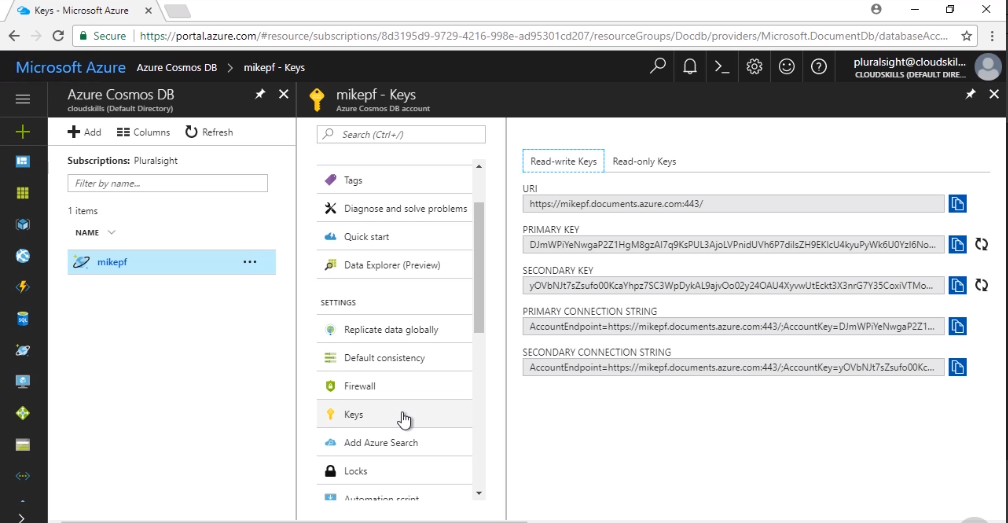 Keys - Microsoft Azure
Secure https://portal.azure.com/#resource/subscriptions/8d3195d9-9729-4216-998e-ad95301cd207/resourceGroups/Docdb/providers/Microsoft.DocumentDb/databaseAcc...
Microsoft Azure Azure Cosmos DB > mikepf - Keys
pluralsight@cloudskil...
CLOUDSKILLS (DEFAULT DIRE...
Azure Cosmos DB
cloudskills (Default Directory)
Add Columns Refresh
Subscriptions: Pluralsight
Filter by name...
1 items
NAME
mikepf ...
mikepf - Keys
Azure Cosmos DB account
Search (Ctrl+/)
Tags
Diagnose and solve problems
Quick start
Data Explorer (Preview)
SETTINGS
Replicate data globally
Default consistency
Firewall
Keys
Add Azure Search
Locks
Automation script
Read-write Keys Read-only Keys
URI
https://mikepf.documents.azure.com:443/
PRIMARY KEY
SECONDARY KEY
PRIMARY CONNECTION STRING
AccountEndpoint=https://mikepf.documents.azure.com:443/;AccountKey=DJmWPiYeNwgaP2Z1...
SECONDARY CONNECTION STRING
AccountEndpoint=https://mikepf.documents.azure.com:443/;AccountKey=yOVbNJt7sZsufo00Kc...